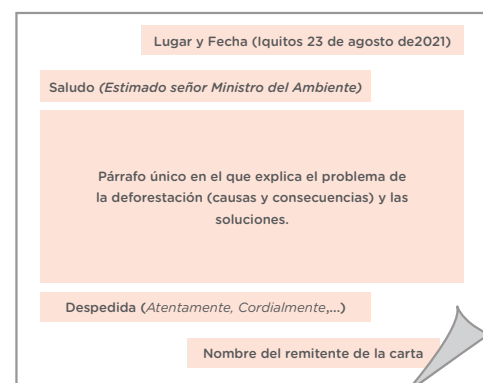 Lugar y Fecha (Iquitos 23 de agosto de2021)
Saludo (Estimado señor Ministro del Ambiente)
Párrafo único en el que explica el problema de
la deforestación (causas y consecuencias) y las
soluciones.
Despedida (Atentamente, Cordialmente,...)
Nombre del remitente de la carta